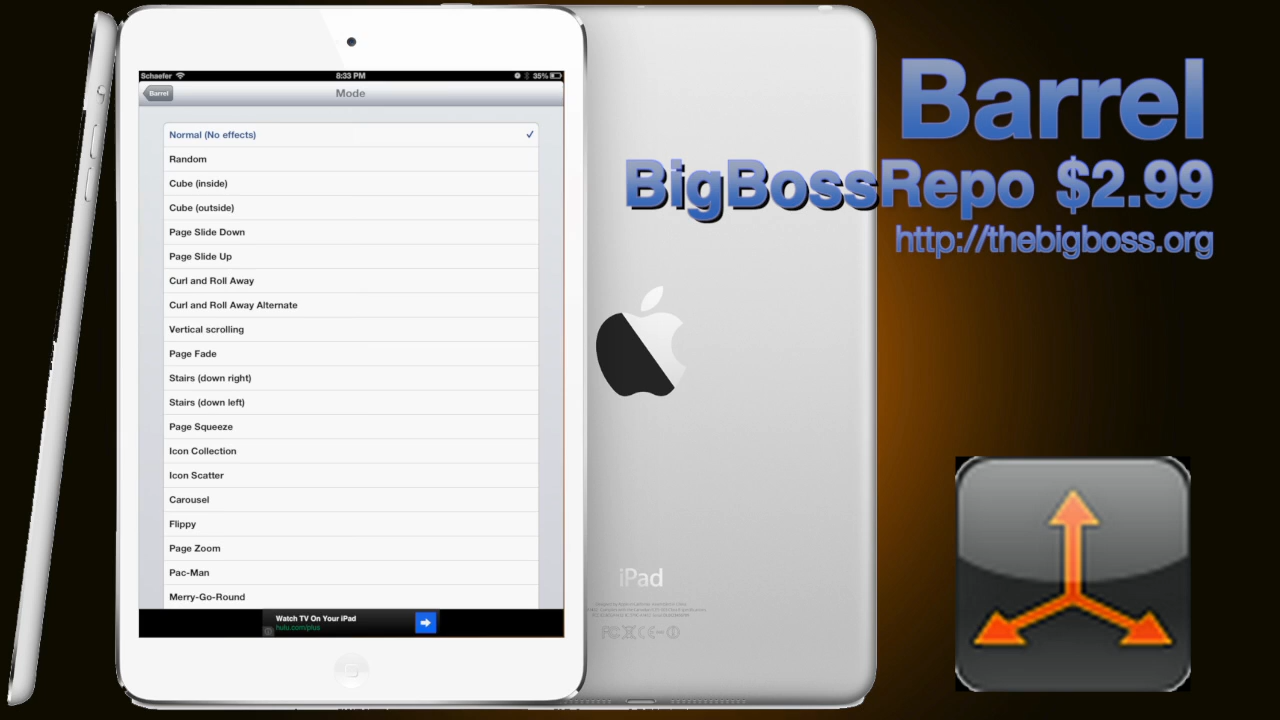 Schaefer 8:33 PM 35%
Barrel Mode
Normal (No effects)
Random
Cube (inside)
Cube (outside)
Page Slide Down
Page Slide Up
Curl and Roll Away
Curl and Roll Away Alternate
Vertical scrolling
Page Fade
Stairs (down right)
Stairs (down left)
Page Squeeze
Icon Collection
Icon Scatter
Carousel
Flippy
Page Zoom
Pac-Man
Merry-Go-Round
Watch TV On Your iPad
hulu.com/plus
Barrel
BigBossRepo $2.99
http://thebigboss.org
iPad